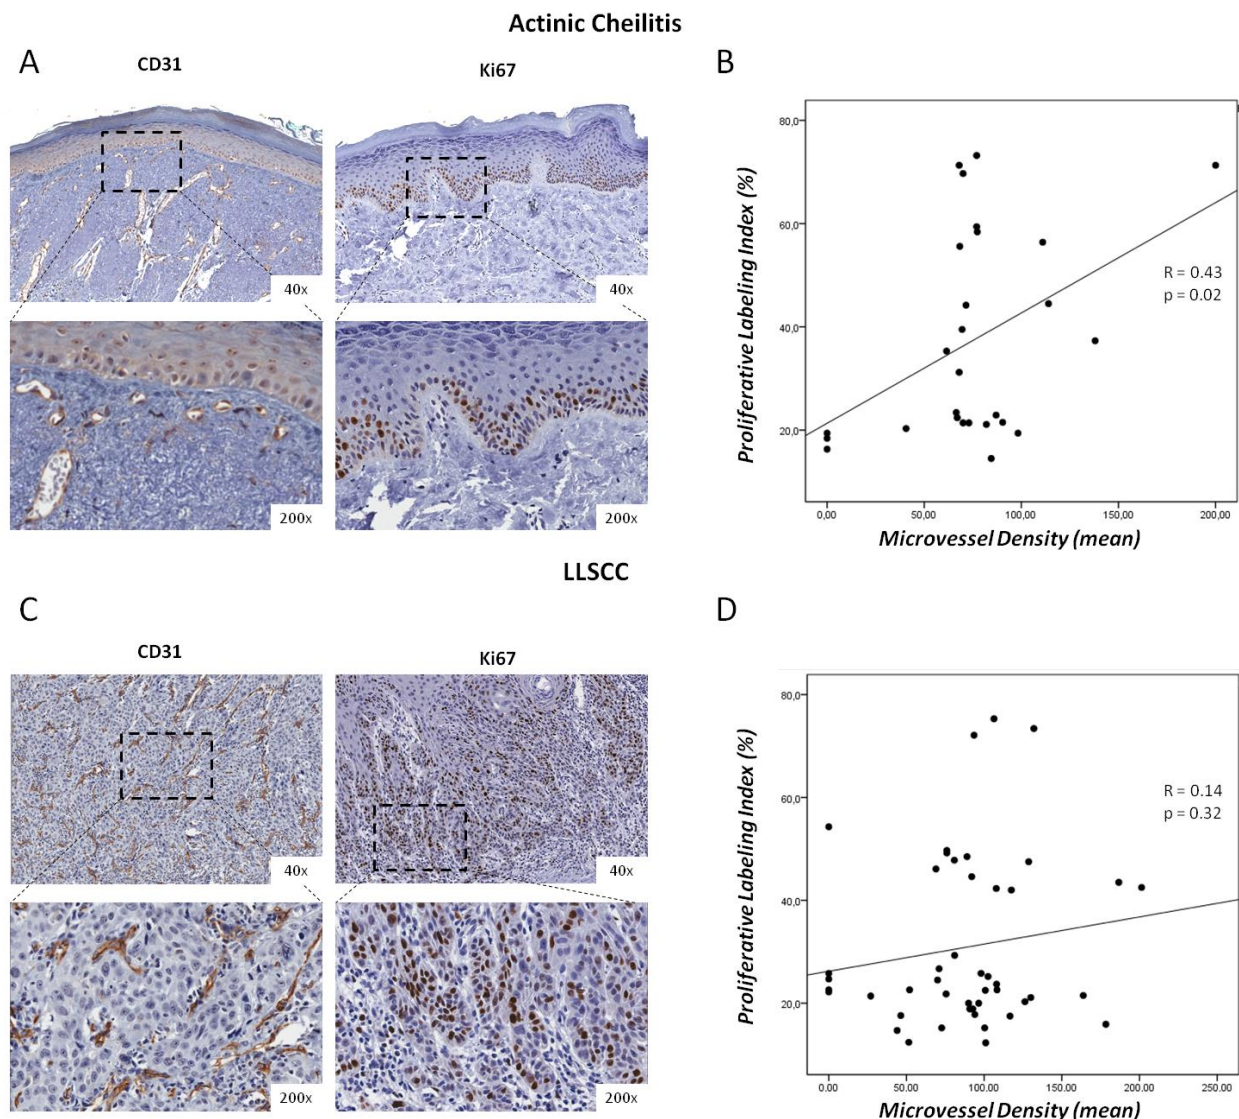 Actinic Cheilitis
A
CD31
Ki67
40x
40x
200x
200x
B
Proliferative Labeling Index (%)
80,0
60,0
40,0
20,0
R = 0.43
p = 0.02
0,00
50,00
100,00
150,00
200,00
Microvessel Density (mean)
LLSCC
C
CD31
Ki67
40x
40x
200x
200x
D
Proliferative Labeling Index (%)
80,0
60,0
40,0
20,0
R = 0.14
p = 0.32
0,00
50,00
100,00
150,00
200,00
250,00
Microvessel Density (mean)